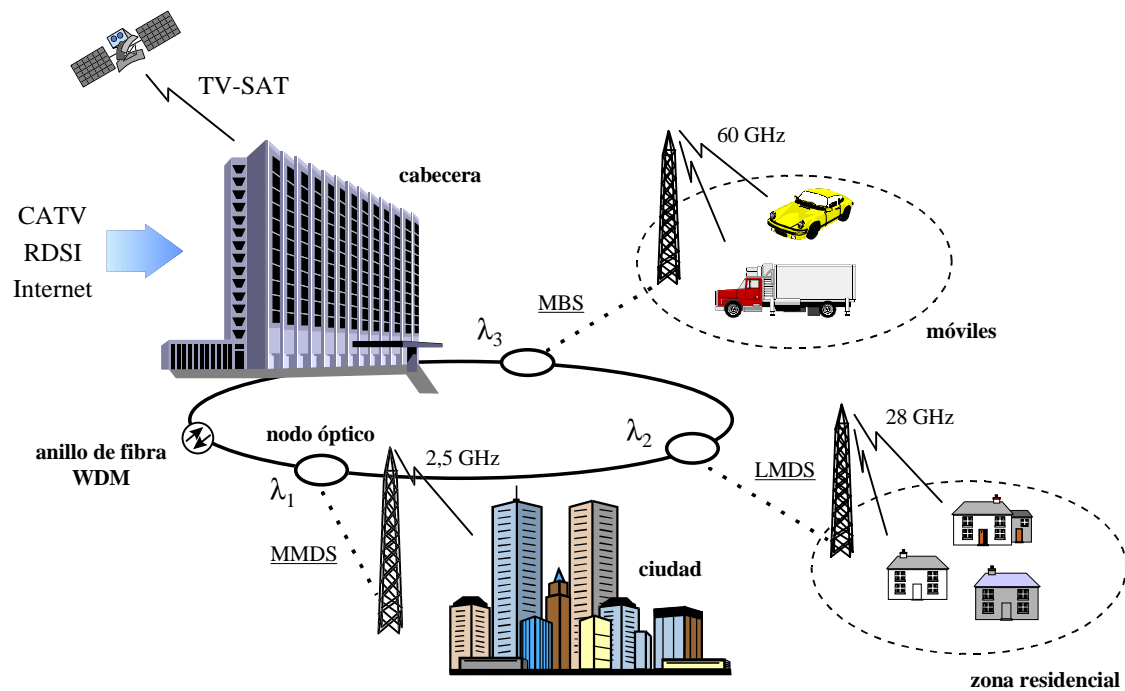 TV-SAT
60 GHz
cabecera
CATV
RDSI
Internet
MBS
móviles
λ3
28 GHz
λ2
nodo óptico
anillo de fibra
WDM
2,5 GHz
LMDS
λ1
MMDS
ciudad
zona residencial